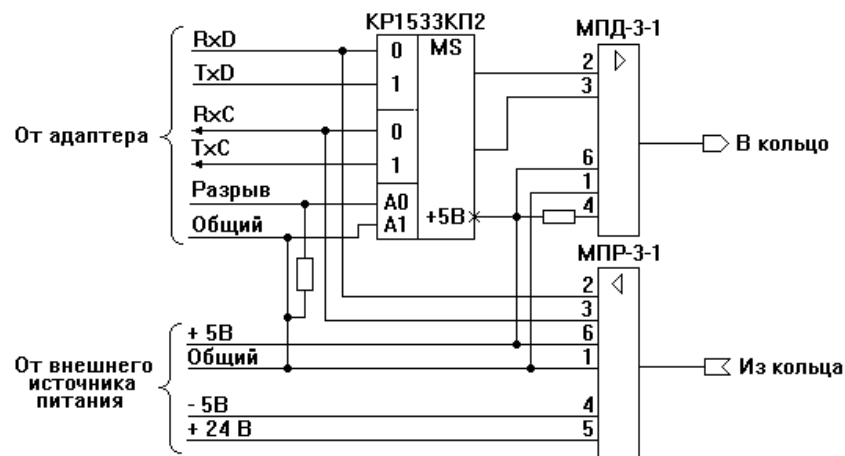 КР1533КП2
МПД-3-1
RxD
TxD
RxC
TxC
Разрыв
Общий
От адаптера
0
1
0
1
A0
A1
MS
+5В
2
3
6
1
4
В кольцо
МПР-3-1
2
3
6
1
4
5
Из кольца
+ 5В
Общий
- 5В
+ 24 В
От внешнего
источника
питания